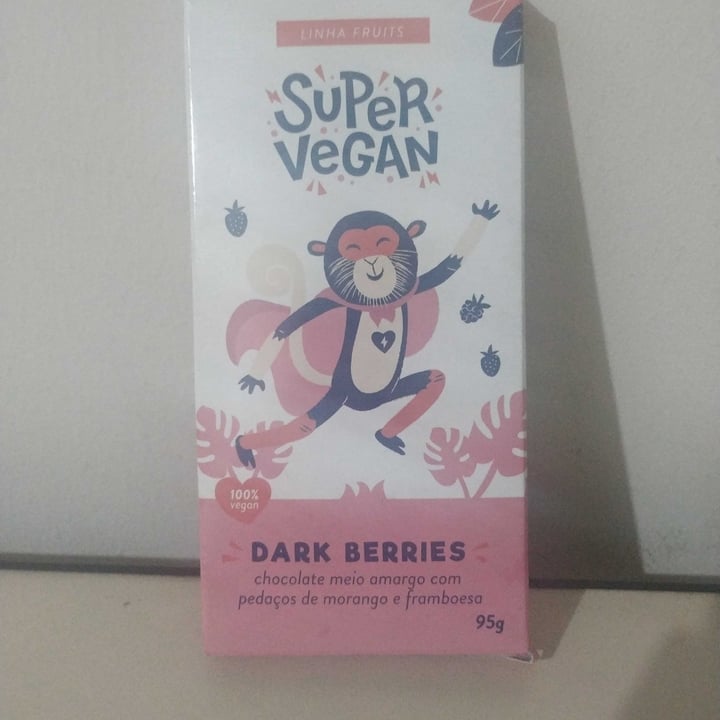 LINHA FRUITS
SUPeR
VeGAN
100%
vegan
DARK BERRIES
chocolate meio amargo com
pedaços de morango e framboesa
95g